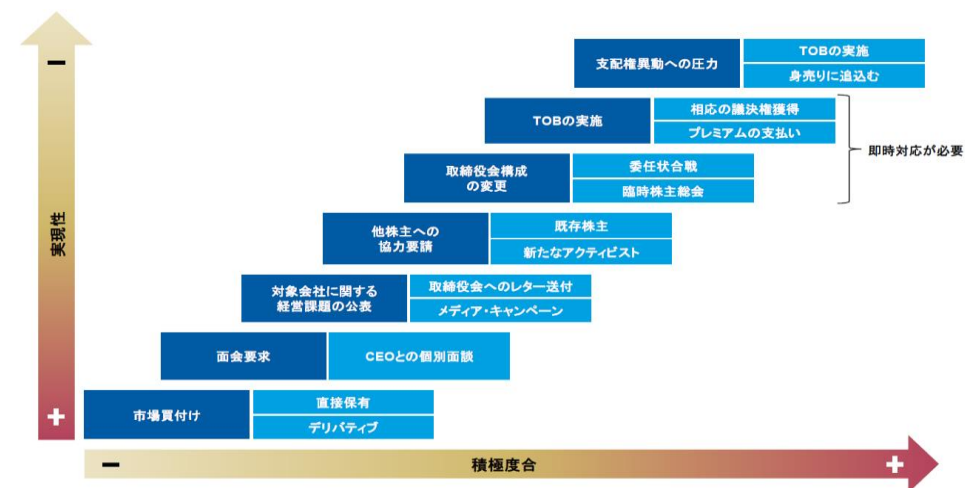 支配権異動への圧力
TOBの実施
身売りに追込む
TOBの実施
相応の議決権獲得
プレミアムの支払い
即時対応が必要
取締役会構成
の変更
委任状合戦
臨時株主総会
他株主への
協力要請
既存株主
新たなアクティビスト
対象会社に関する
経営課題の公表
取締役会へのレター送付
メディア・キャンペーン
面会要求
CEOとの個別面談
市場買付け
直接保有
デリバティブ
−
実現性
+
−
積極度合
+